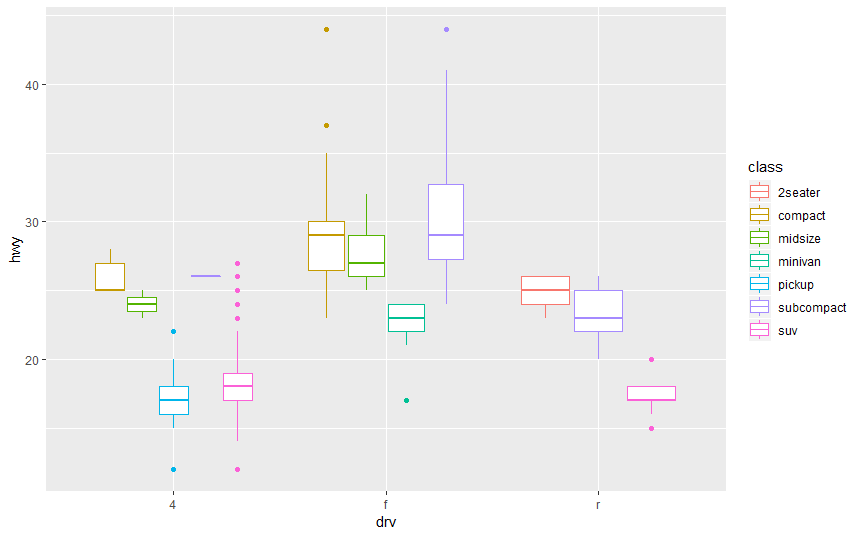 hwy
40
30
20
4
f
r
drv
class
2seater
compact
midsize
minivan
pickup
subcompact
suv